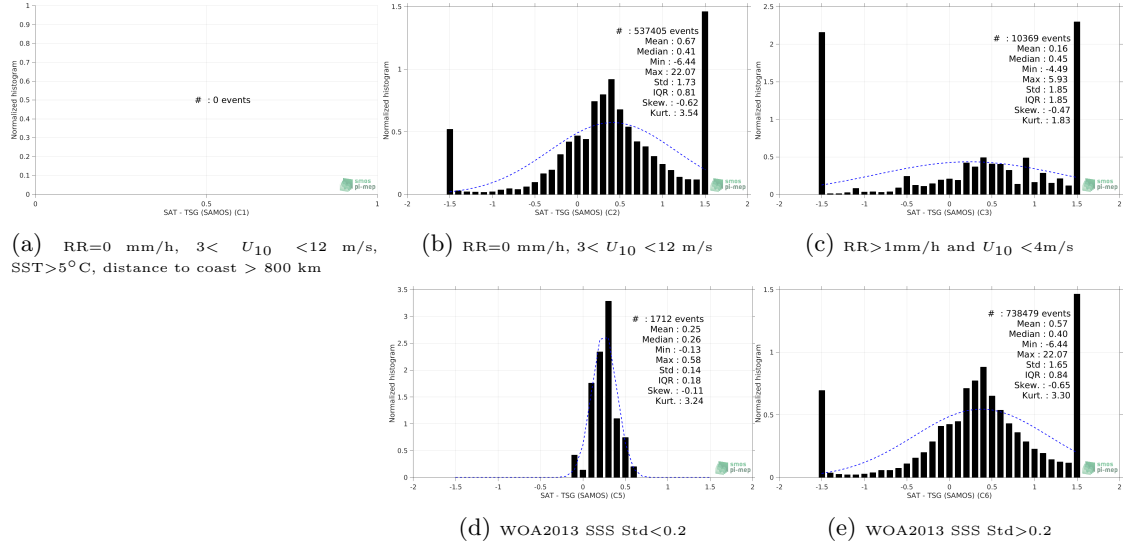 1
0.9
0.8
0.7
0.6
0.5
0.4
0.3
0.2
0.1
0
Normalized histogram
# : 0 events
0
0.5
1
SAT - TSG (SAMOS) (C1)
smos
pi-mep
(a) RR=0 mm/h, 3< U10 <12 m/s,
SST>5°C, distance to coast > 800 km
1.5
1
0.5
0
Normalized histogram
# : 537405 events
Mean : 0.67
Median : 0.41
Min : -6.44
Max : 22.07
Std : 1.73
IQR : 0.81
Skew. : -0.62
Kurt. : 3.54
-2
-1.5
-1
-0.5
0
0.5
1
1.5
2
SAT - TSG (SAMOS) (C2)
smos
pi-mep
(b) RR=0 mm/h, 3< U10 <12 m/s
2.5
2
1.5
1
0.5
0
Normalized histogram
# : 10369 events
Mean : 0.16
Median : 0.45
Min : -4.49
Max : 5.93
Std : 1.85
IQR : 1.85
Skew. : -0.47
Kurt. : 1.83
-2
-1.5
-1
-0.5
0
0.5
1
1.5
2
SAT - TSG (SAMOS) (C3)
smos
pi-mep
(c) RR>1mm/h and U10 <4m/s
3.5
3
2.5
2
1.5
1
0.5
0
Normalized histogram
# : 1712 events
Mean : 0.25
Median : 0.26
Min : -0.13
Max : 0.58
Std : 0.14
IQR : 0.18
Skew. : -0.11
Kurt. : 3.24
-2
-1.5
-1
-0.5
0
0.5
1
1.5
2
SAT - TSG (SAMOS) (C5)
smos
pi-mep
(d) WOA2013 SSS Std<0.2
1.5
1
0.5
0
Normalized histogram
# : 738479 events
Mean : 0.57
Median : 0.40
Min : -6.44
Max : 22.07
Std : 1.65
IQR : 0.84
Skew. : -0.65
Kurt. : 3.30
-2
-1.5
-1
-0.5
0
0.5
1
1.5
2
SAT - TSG (SAMOS) (C6)
smos
pi-mep
(e) WOA2013 SSS Std>0.2